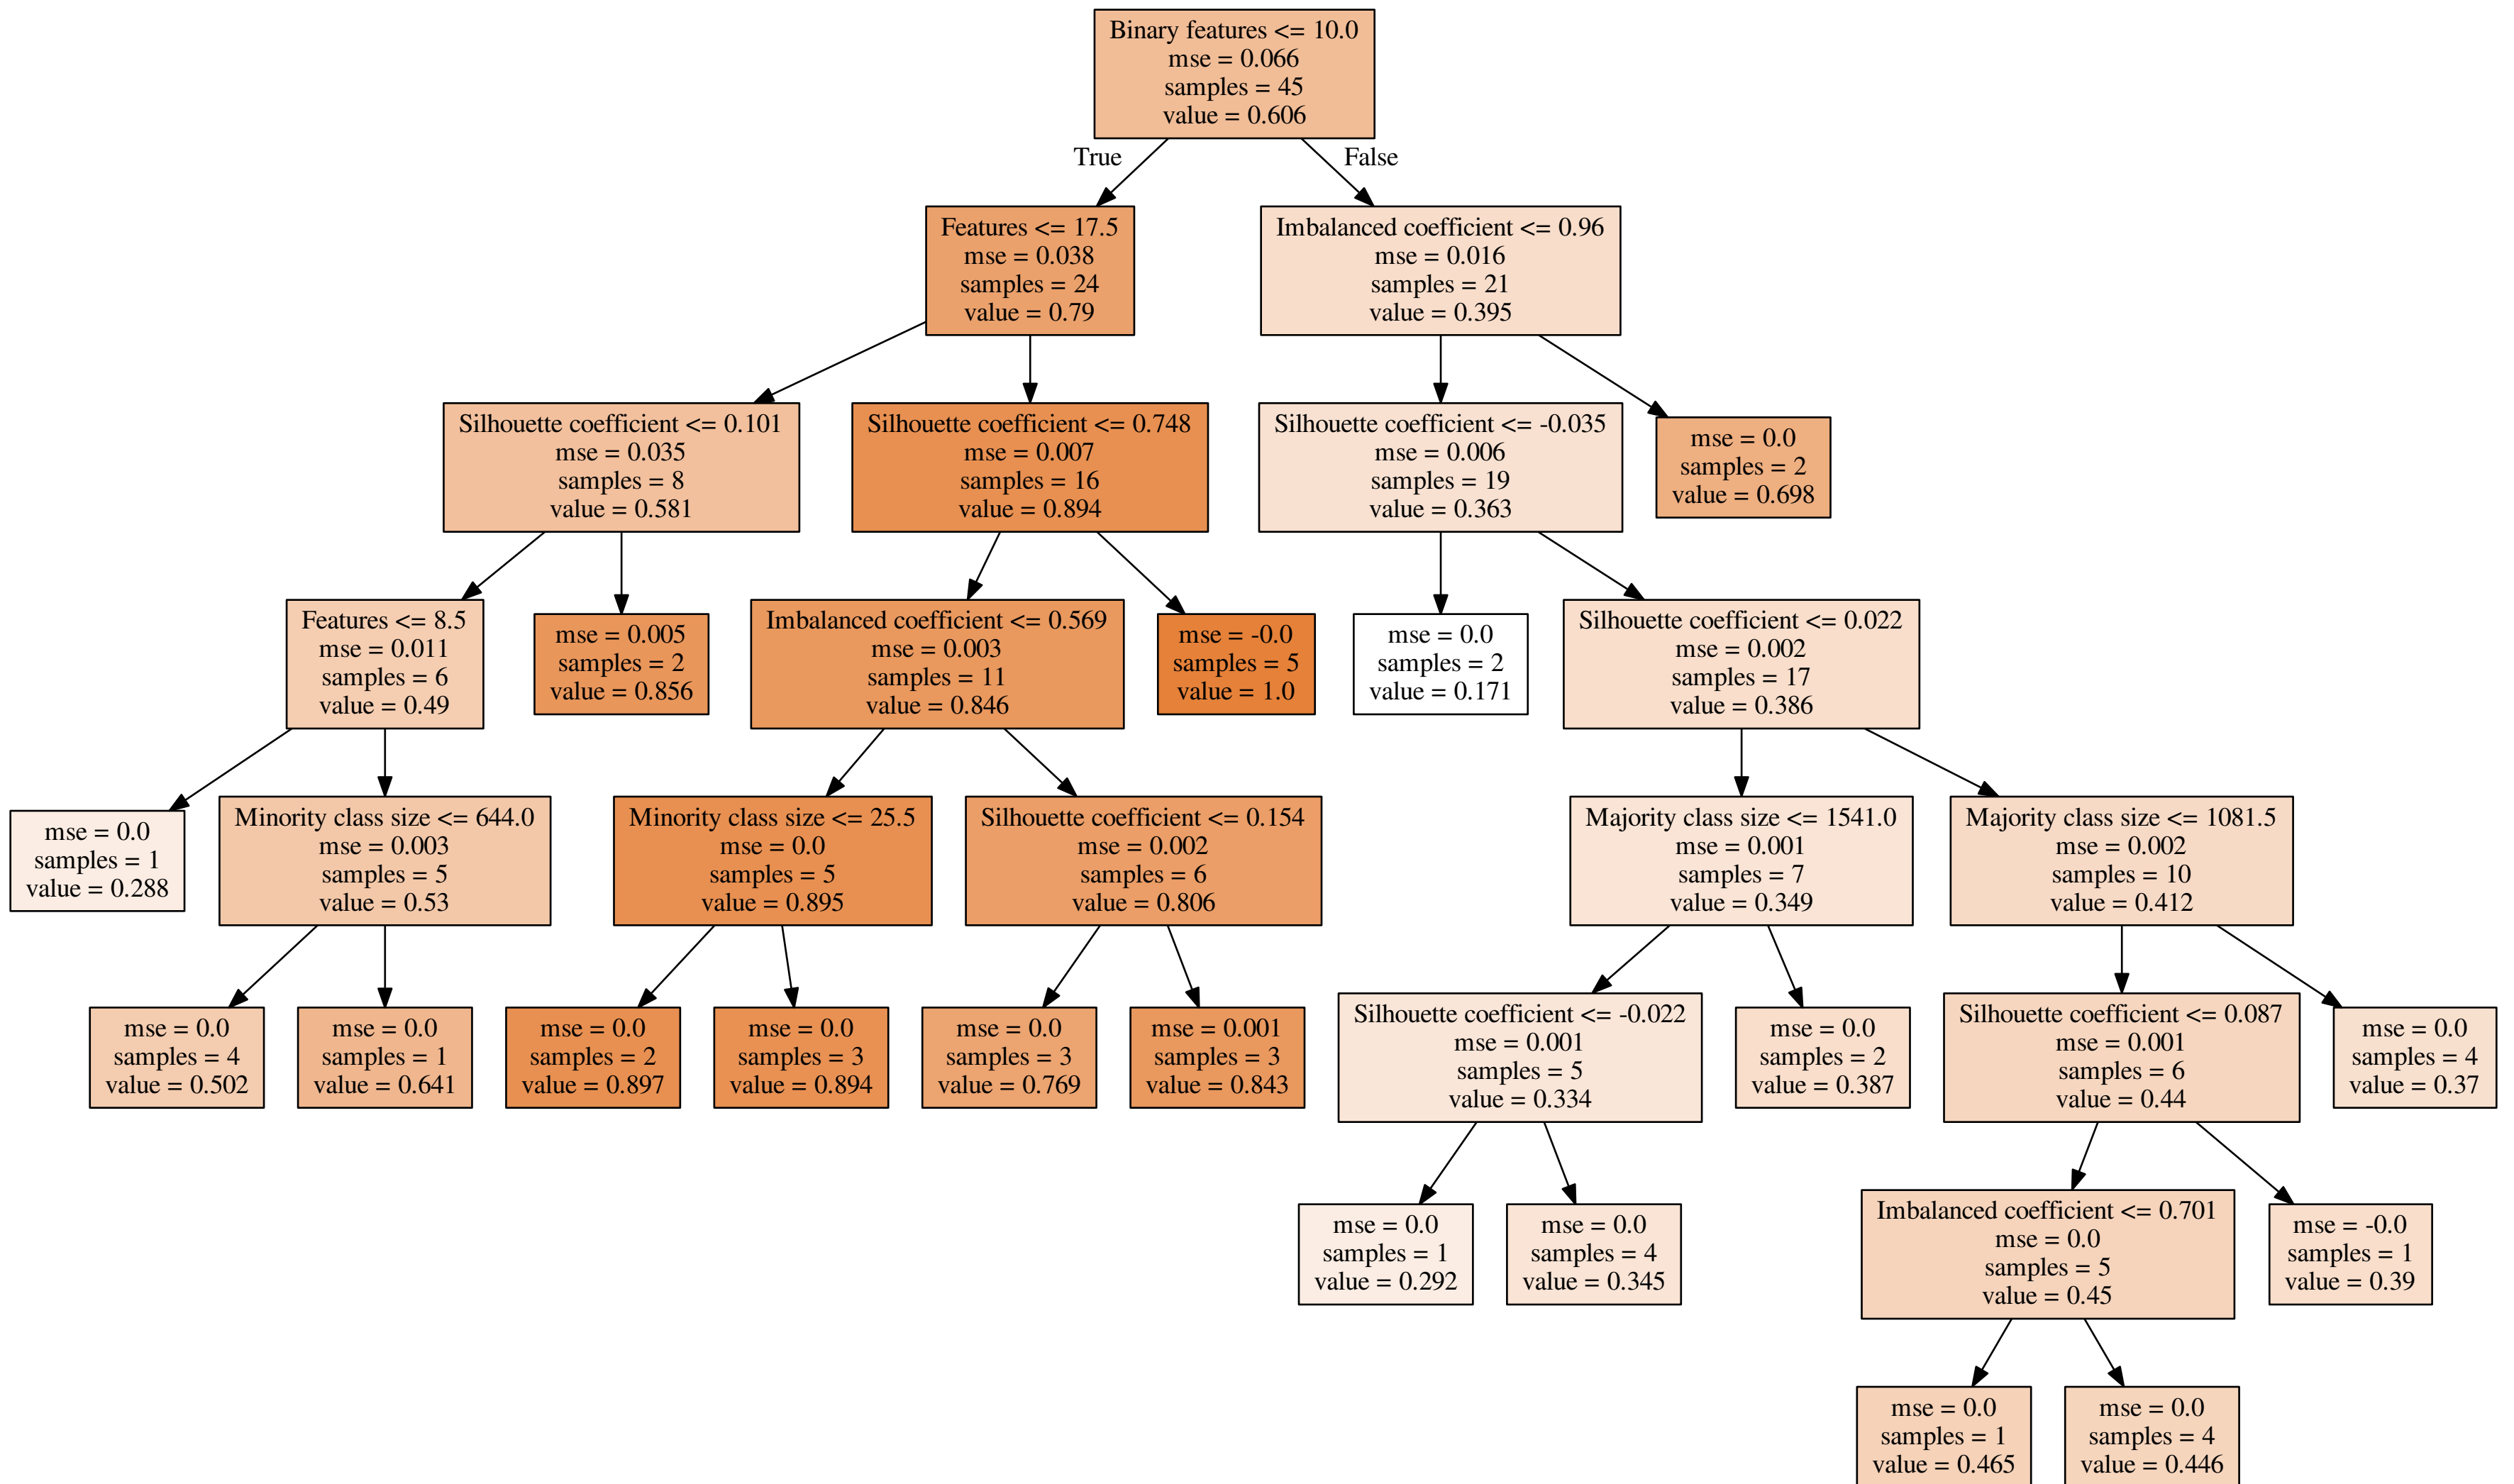 Binary features <= 10.0
mse = 0.066
samples = 45
value = 0.606
True
False
Features <= 17.5
mse = 0.038
samples = 24
value = 0.79
Imbalanced coefficient <= 0.96
mse = 0.016
samples = 21
value = 0.395
Silhouette coefficient <= 0.101
mse = 0.035
samples = 8
value = 0.581
Silhouette coefficient <= 0.748
mse = 0.007
samples = 16
value = 0.894
Silhouette coefficient <= -0.035
mse = 0.006
samples = 19
value = 0.363
mse = 0.0
samples = 2
value = 0.698
Features <= 8.5
mse = 0.011
samples = 6
value = 0.49
mse = 0.005
samples = 2
value = 0.856
Imbalanced coefficient <= 0.569
mse = 0.003
samples = 11
value = 0.846
mse = -0.0
samples = 5
value = 1.0
mse = 0.0
samples = 2
value = 0.171
Silhouette coefficient <= 0.022
mse = 0.002
samples = 17
value = 0.386
mse = 0.0
samples = 1
value = 0.288
Minority class size <= 644.0
mse = 0.003
samples = 5
value = 0.53
Minority class size <= 25.5
mse = 0.0
samples = 5
value = 0.895
Silhouette coefficient <= 0.154
mse = 0.002
samples = 6
value = 0.806
Majority class size <= 1541.0
mse = 0.001
samples = 7
value = 0.349
Majority class size <= 1081.5
mse = 0.002
samples = 10
value = 0.412
mse = 0.0
samples = 4
value = 0.502
mse = 0.0
samples = 1
value = 0.641
mse = 0.0
samples = 2
value = 0.897
mse = 0.0
samples = 3
value = 0.894
mse = 0.0
samples = 3
value = 0.769
mse = 0.001
samples = 3
value = 0.843
Silhouette coefficient <= -0.022
mse = 0.001
samples = 5
value = 0.334
mse = 0.0
samples = 2
value = 0.387
Silhouette coefficient <= 0.087
mse = 0.001
samples = 6
value = 0.44
mse = 0.0
samples = 4
value = 0.37
mse = 0.0
samples = 1
value = 0.292
mse = 0.0
samples = 4
value = 0.345
Imbalanced coefficient <= 0.701
mse = 0.0
samples = 5
value = 0.45
mse = -0.0
samples = 1
value = 0.39
mse = 0.0
samples = 1
value = 0.465
mse = 0.0
samples = 4
value = 0.446